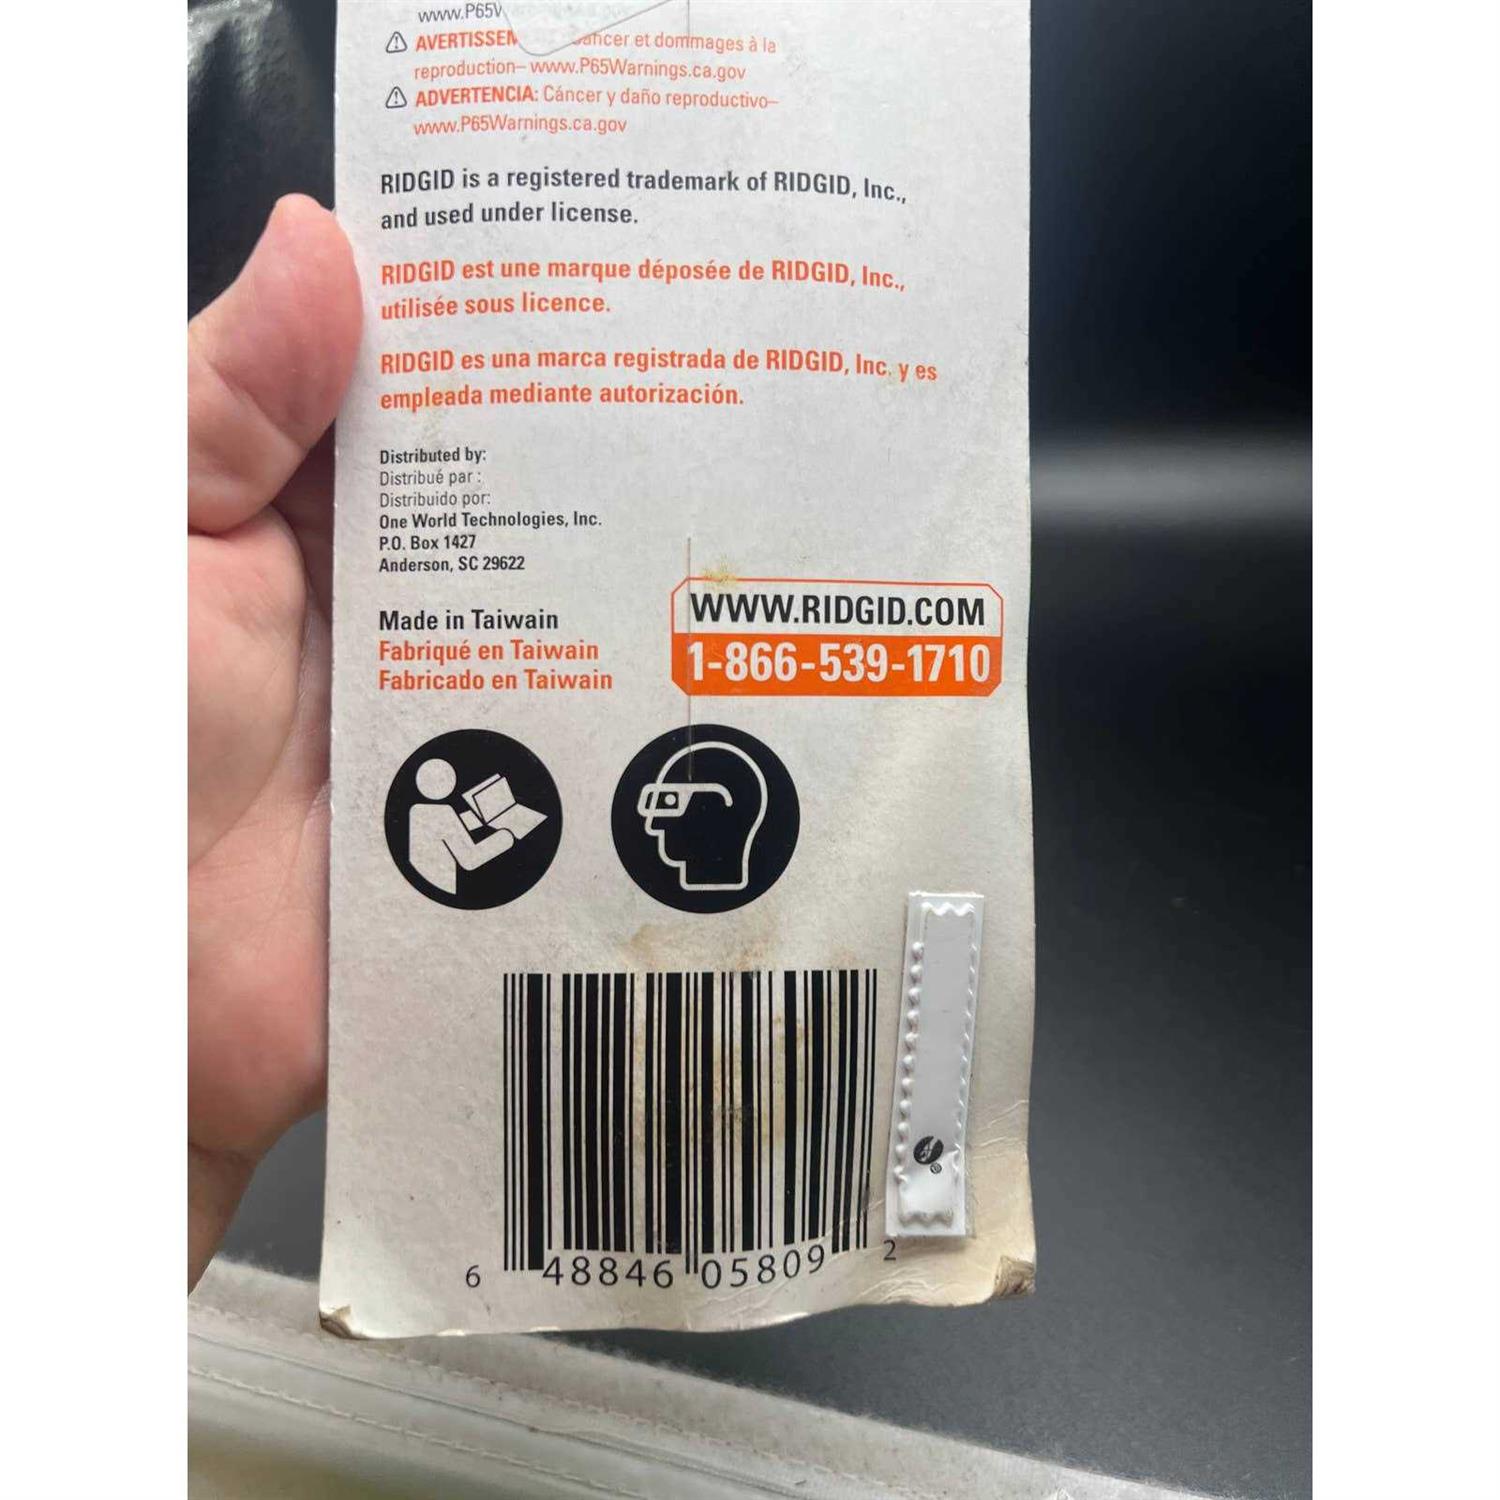 www.P65W
AVERTISSEM ancer et dommages à la
reproduction– www.P65Warnings.ca.gov
ADVERTENCIA: Cáncer y daño reproductivo–
www.P65Warnings.ca.gov
RIDGID is a registered trademark of RIDGID, Inc.,
and used under license.
RIDGID est une marque déposée de RIDGID, Inc.,
utilisée sous licence.
RIDGID es una marca registrada de RIDGID, Inc. y es
empleada mediante autorización.
Distributed by:
Distribué par :
Distribuido por:
One World Technologies, Inc.
P.O. Box 1427
Anderson, SC 29622
Made in Taiwan
Fabriqué en Taiwan
Fabricado en Taiwan
WWW.RIDGID.COM
1-866-539-1710
6 48846 05809 2